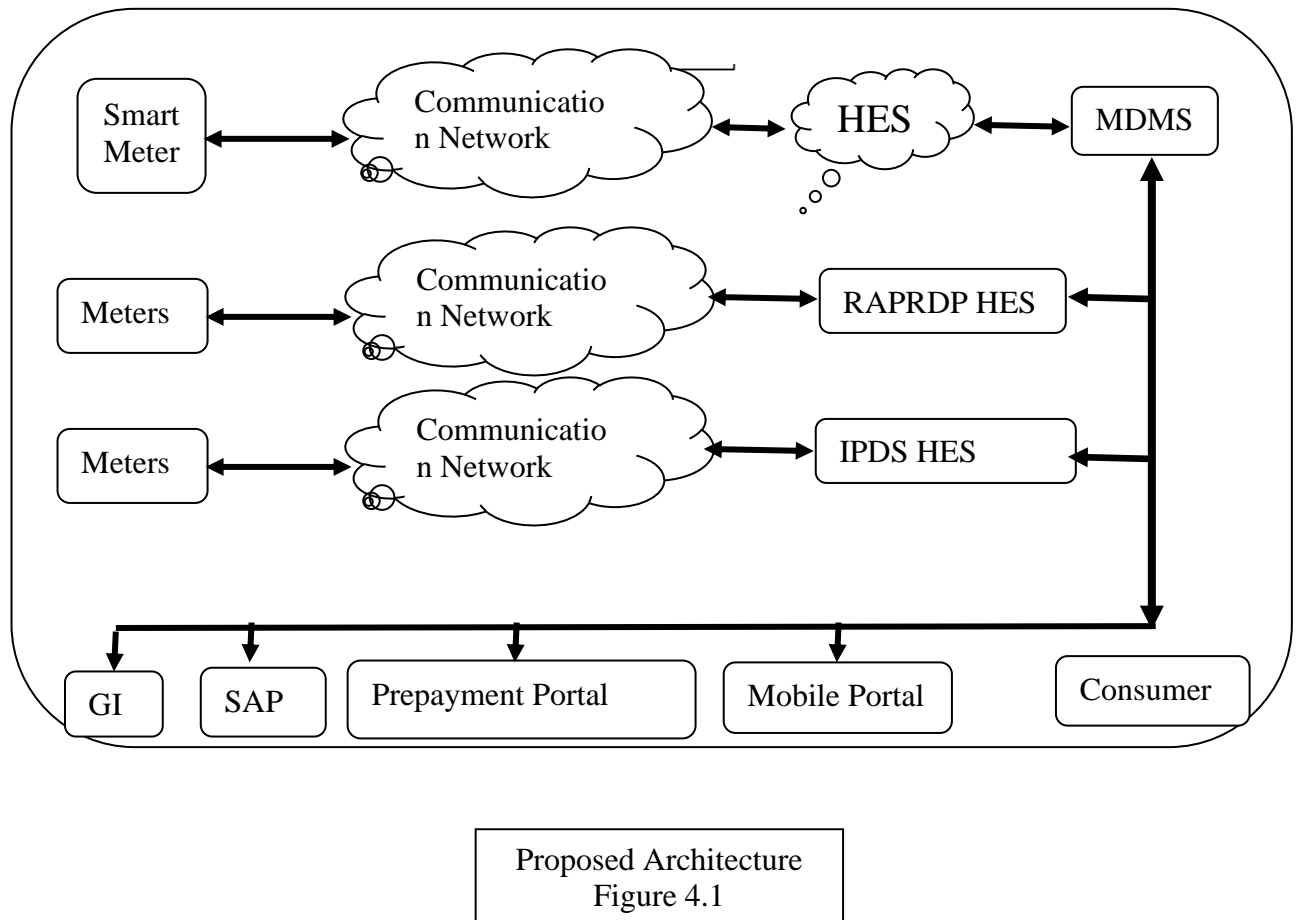 Smart
Meter
Communicatio
n Network
HES
MDMS
Meters
Communicatio
n Network
RAPRDP HES
Meters
Communicatio
n Network
IPDS HES
GI
SAP
Prepayment Portal
Mobile Portal
Consumer
Proposed Architecture
Figure 4.1